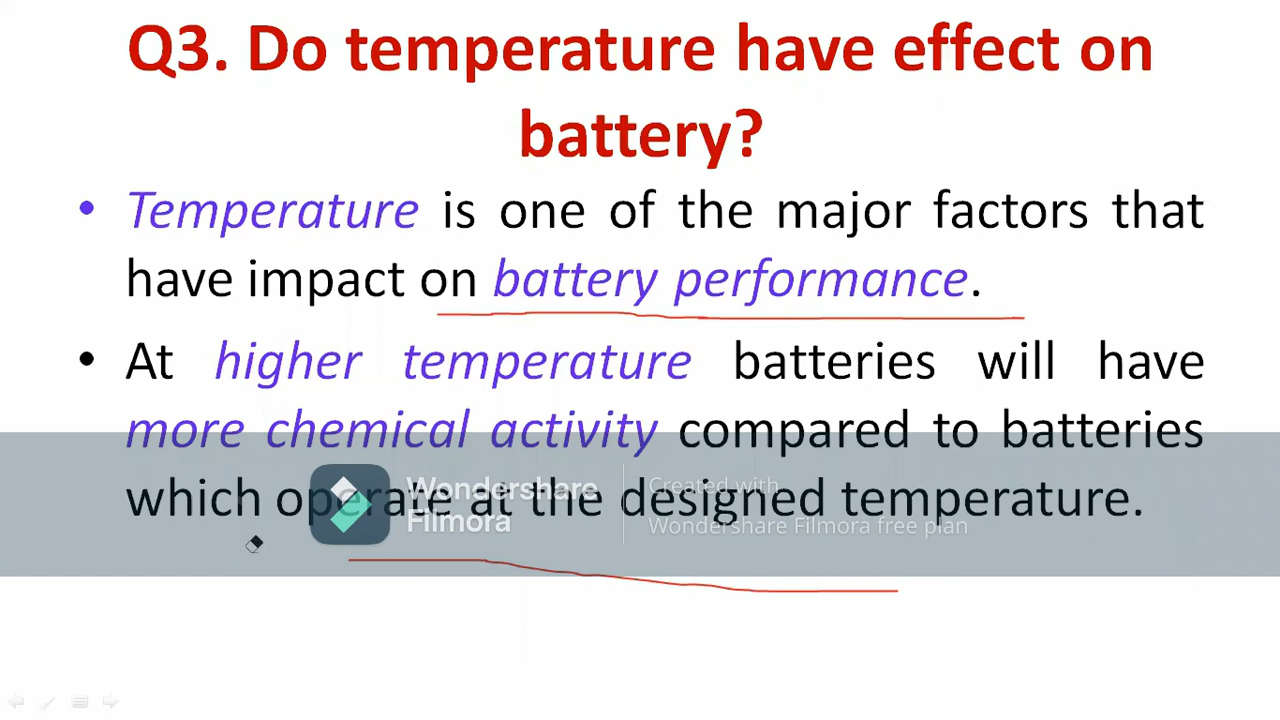 Q3. Do temperature have effect on
battery?
• Temperature is one of the major factors that
have impact on battery performance.
• At higher temperature batteries will have
more chemical activity compared to batteries
which operate at the designed temperature.
Wondershare
Filmora
Created with
Wondershare Filmora free plan